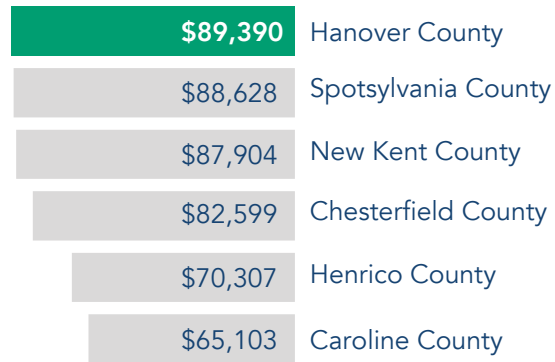 $89,390 Hanover County
$88,628 Spotsylvania County
$87,904 New Kent County
$82,599 Chesterfield County
$70,307 Henrico County
$65,103 Caroline County